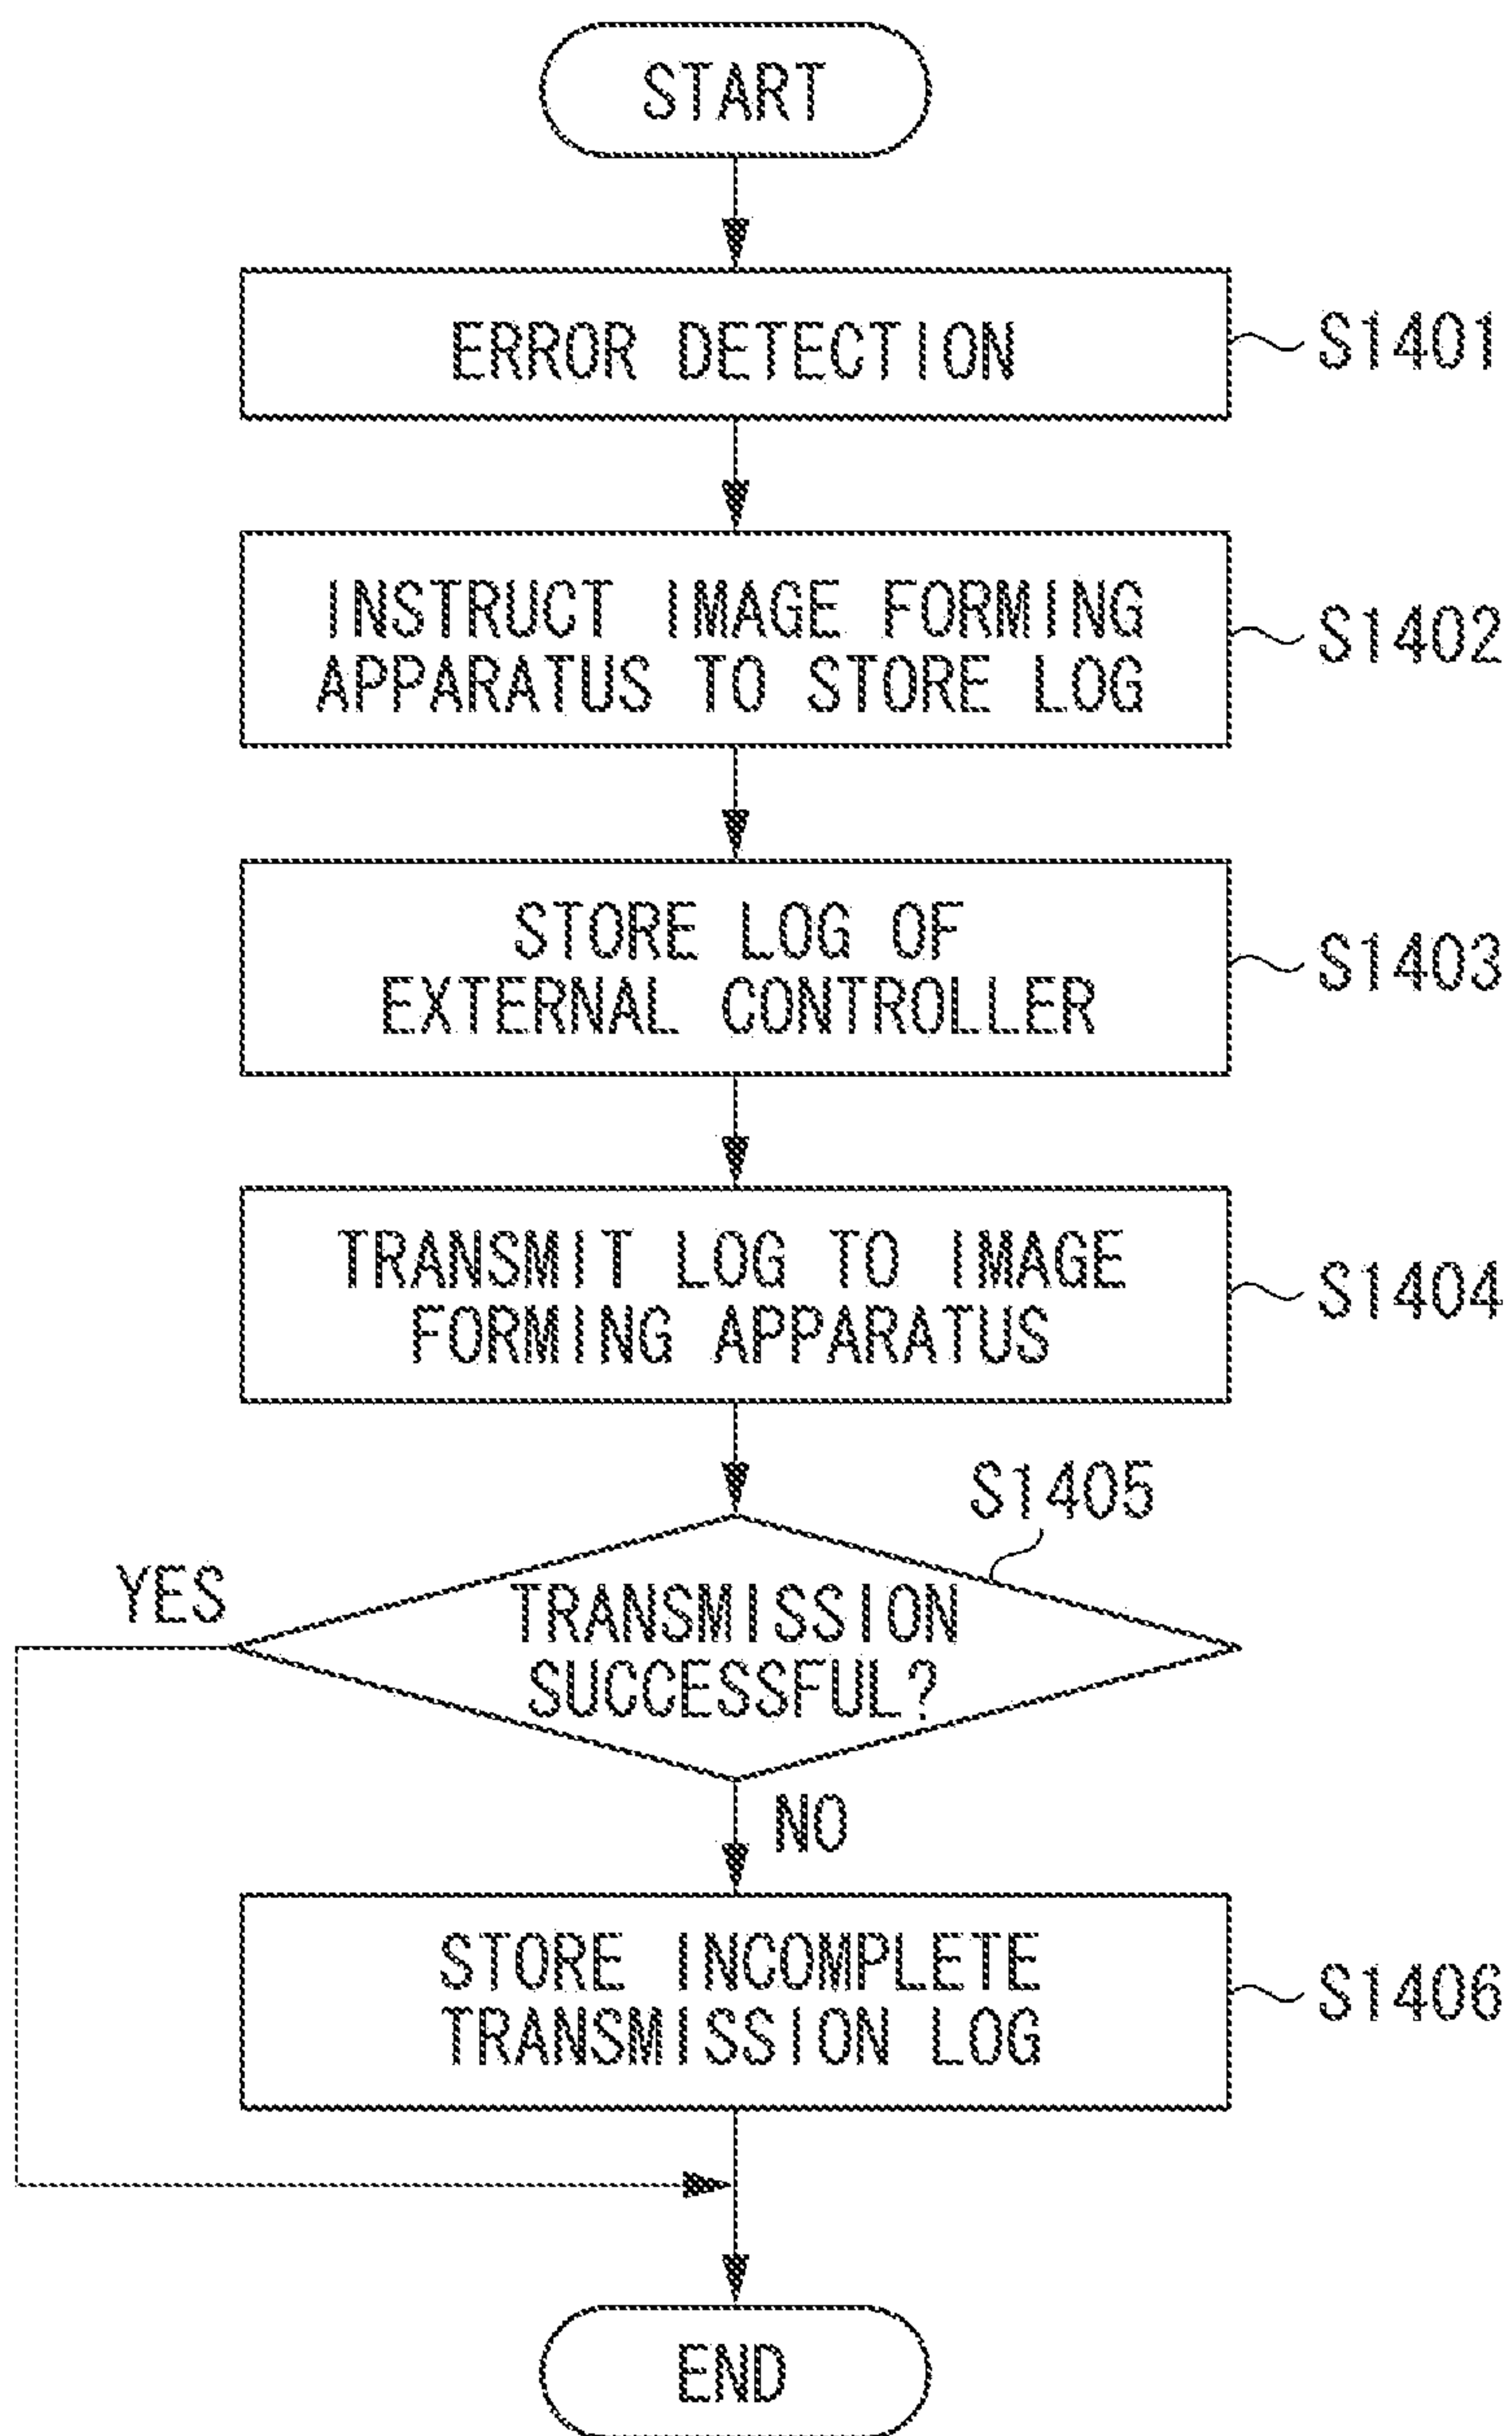 START
ERROR DETECTION
S1401
INSTRUCT IMAGE FORMING
APPARATUS TO STORE LOG
S1402
STORE LOG OF
EXTERNAL CONTROLLER
S1403
TRANSMIT LOG TO IMAGE
FORMING APPARATUS
S1404
S1405
YES
TRANSMISSION
SUCCESSFUL?
NO
STORE INCOMPLETE
TRANSMISSION LOG
S1406
END